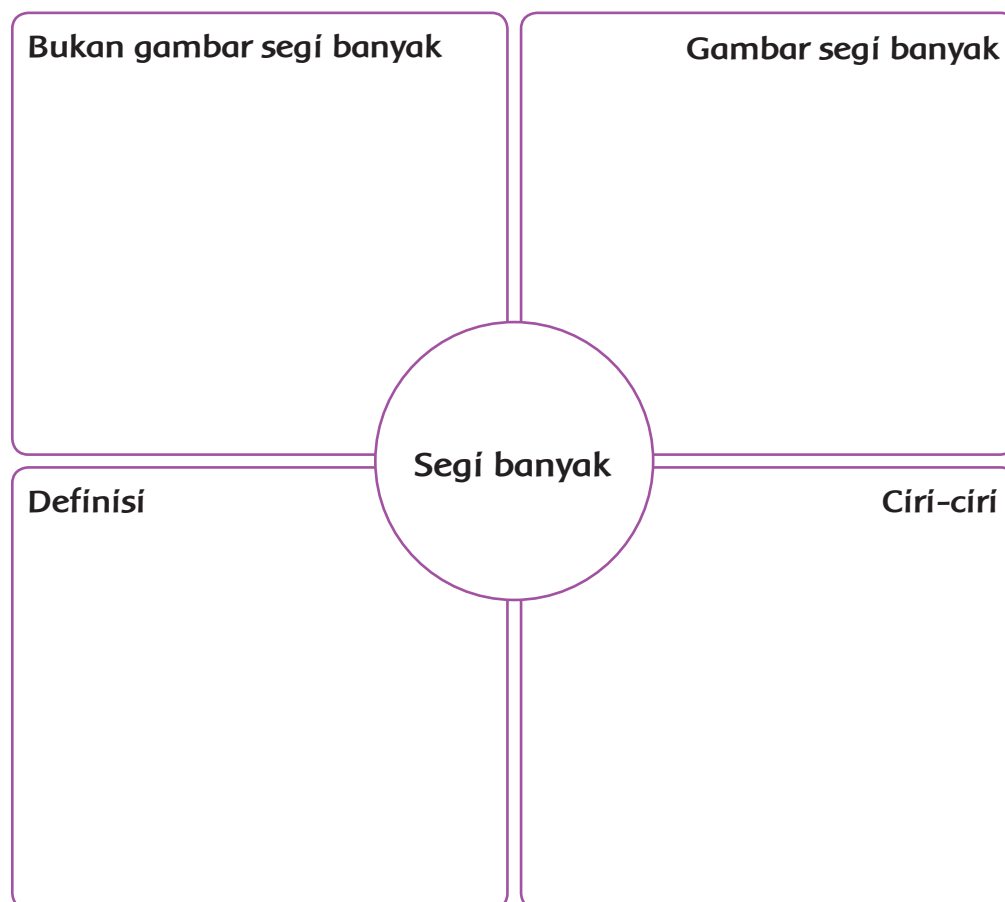 Bukan gambar segi banyak
Gambar segi banyak
Segi banyak
Definisi
Ciri-ciri